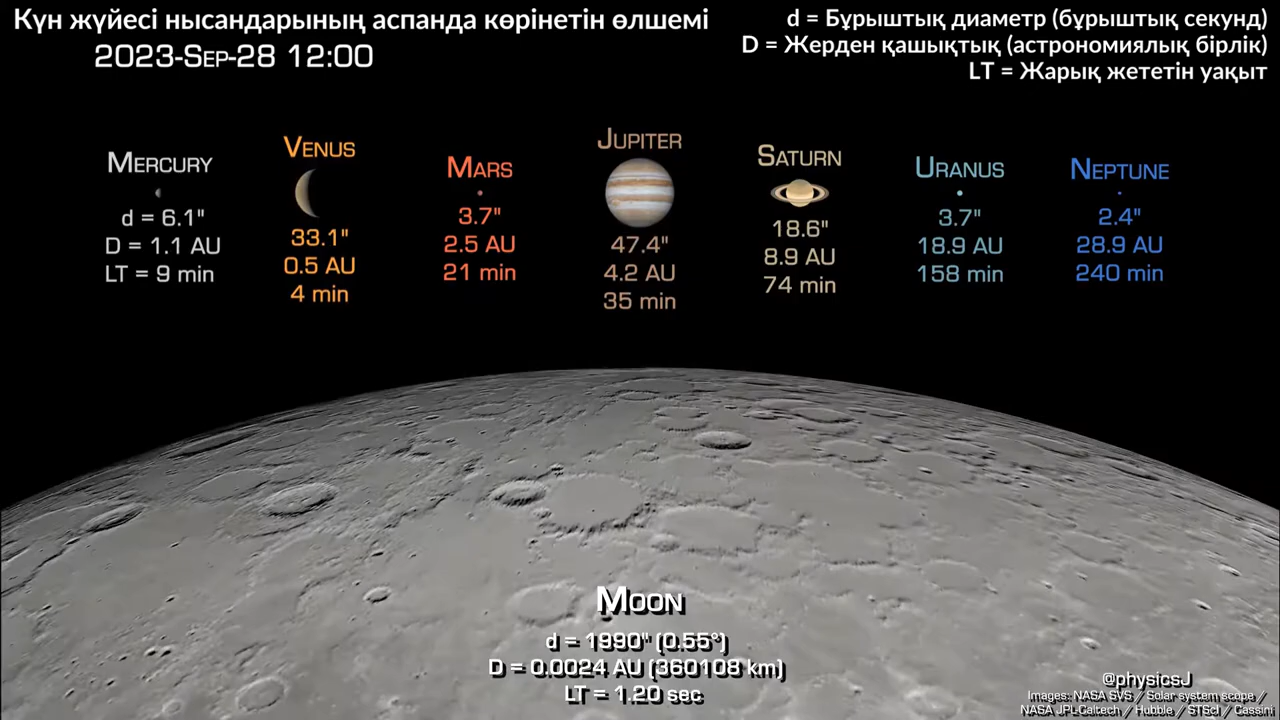 Күн жүйесі нысандарының аспанда көрінетін өлшемі
2023-Sep-28 12:00
d = Бұрыштық диаметр (бұрыштық секунд)
D = Жерден қашықтық (астрономиялық бірлік)
LT = Жарық жететін уақыт
Mercury
d = 6.1"
D = 1.1 AU
LT = 9 min
Venus
33.1"
0.5 AU
4 min
Mars
3.7"
2.5 AU
21 min
Jupiter
47.4"
4.2 AU
35 min
Saturn
18.6"
8.9 AU
74 min
Uranus
3.7"
18.9 AU
158 min
Neptune
2.4"
28.9 AU
240 min
Moon
d = 1990" (0.55°)
D = 0.0024 AU (360108 km)
LT = 1.20 sec
@physicsJ
Images: NASA SVS / Solar system scope /
NASA JPL-Caltech / Hubble / STScI / Cassini